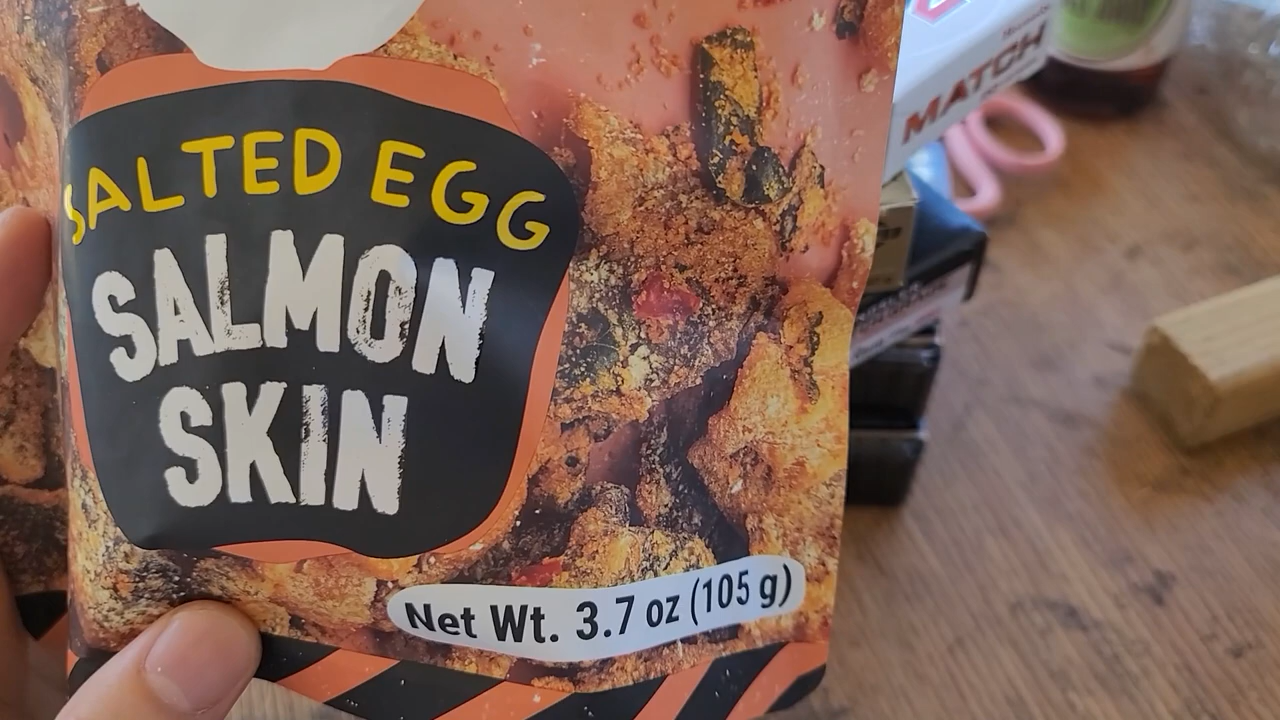 SALTED EGG
SALMON
SKIN
Net Wt. 3.7 oz (105 g)
MATCH